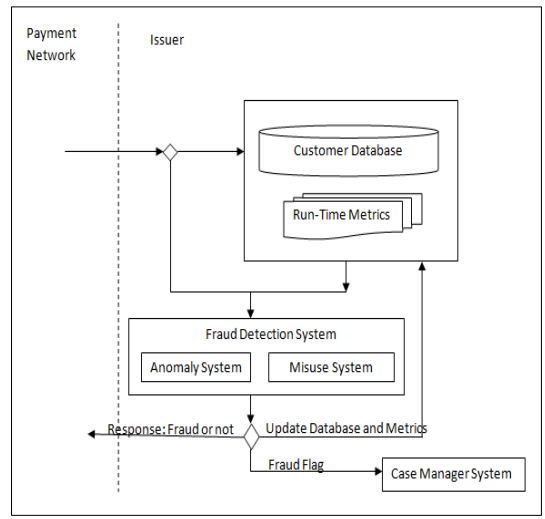 Payment
Network
Issuer
Customer Database
Run-Time Metrics
Fraud Detection System
Anomaly System
Misuse System
Response: Fraud or not
Update Database and Metrics
Fraud Flag
Case Manager System